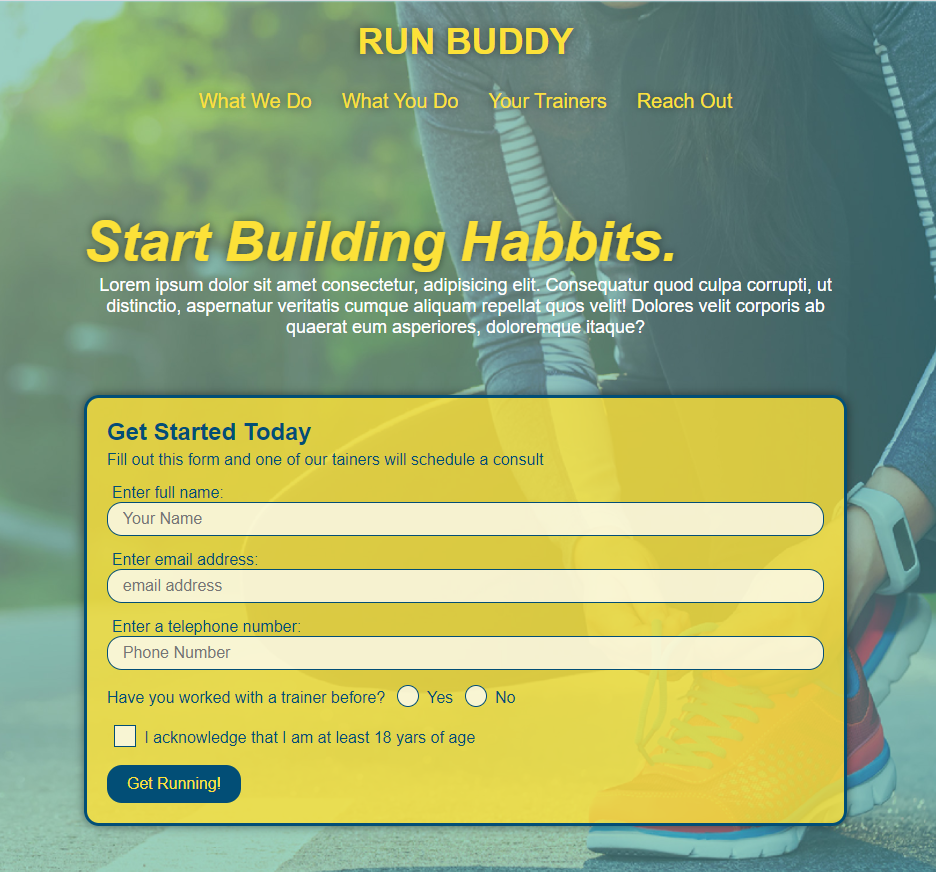 RUN BUDDY
What We Do What You Do Your Trainers Reach Out
Start Building Habbits.
Lorem ipsum dolor sit amet consectetur, adipisicing elit. Consequatur quod culpa corrupti, ut
distinctio, aspernatur veritatis cumque aliquam repellat quos velit! Dolores velit corporis ab
quaerat eum asperiores, doloremque itaque?
Get Started Today
Fill out this form and one of our tainers will schedule a consult
Enter full name:
Your Name
Enter email address:
email address
Enter a telephone number:
Phone Number
Have you worked with a trainer before? Yes No
I acknowledge that I am at least 18 yars of age
Get Running!